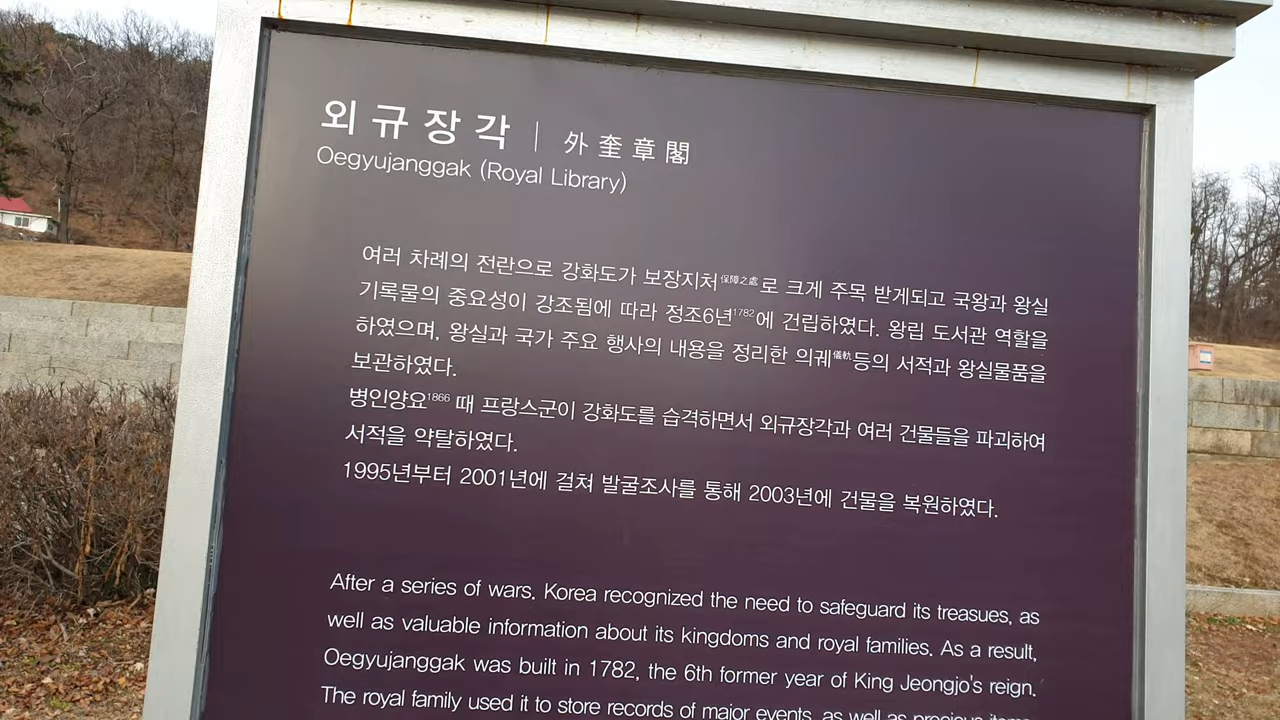 외규장각 | 外奎章閣
Oegyujanggak (Royal Library)
여러 차례의 전란으로 강화도가 보장지처保障之處로 크게 주목 받게되고 국왕과 왕실
기록물의 중요성이 강조됨에 따라 정조6년1782에 건립하였다. 왕립 도서관 역할을
하였으며, 왕실과 국가 주요 행사의 내용을 정리한 의궤儀軌등의 서적과 왕실물품을
보관하였다.
병인양요1866 때 프랑스군이 강화도를 습격하면서 외규장각과 여러 건물들을 파괴하여
서적을 약탈하였다.
1995년부터 2001년에 걸쳐 발굴조사를 통해 2003년에 건물을 복원하였다.
After a series of wars, Korea recognized the need to safeguard its treasues, as
well as valuable information about its kingdoms and royal families. As a result,
Oegyujanggak was built in 1782, the 6th former year of King Jeongjo's reign.
The royal family used it to store records of major events, as well as precious items